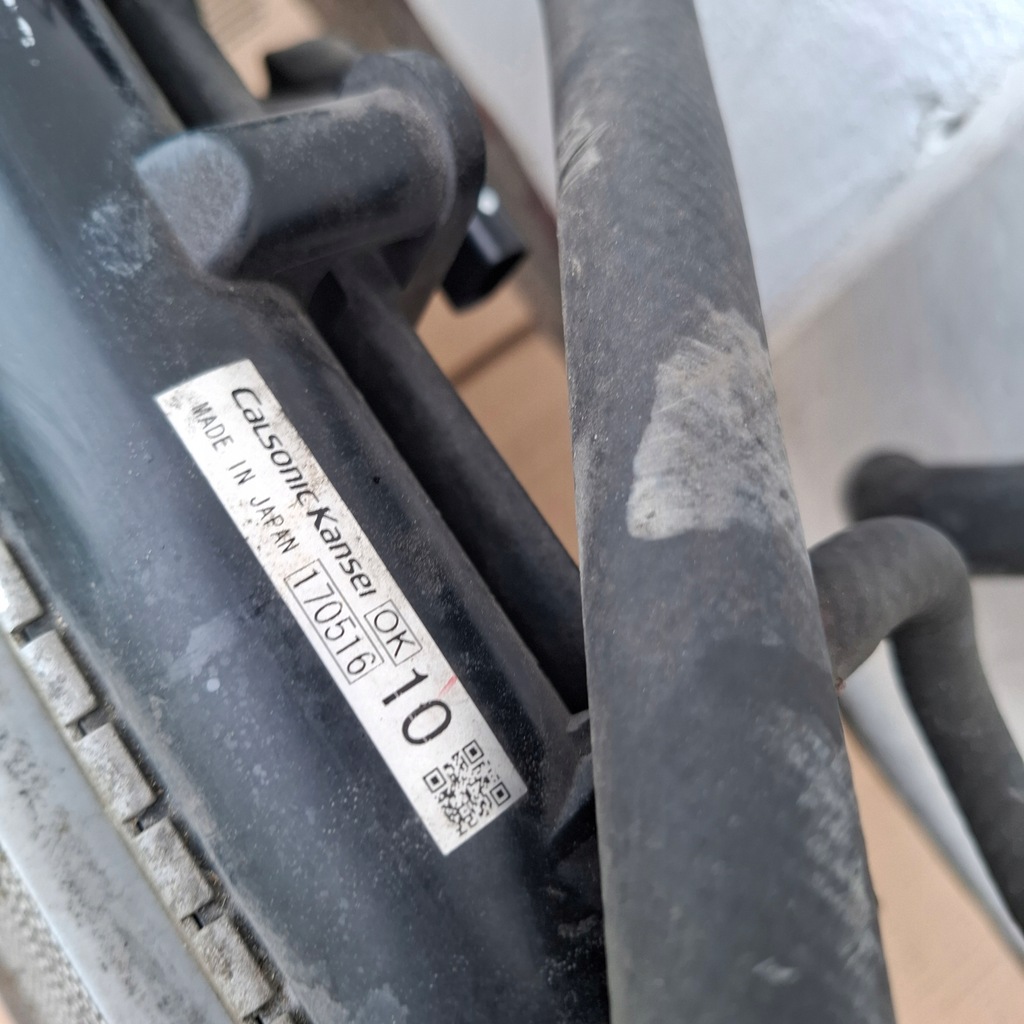 Calsonic Kansei OK
MADE IN JAPAN 170516
10